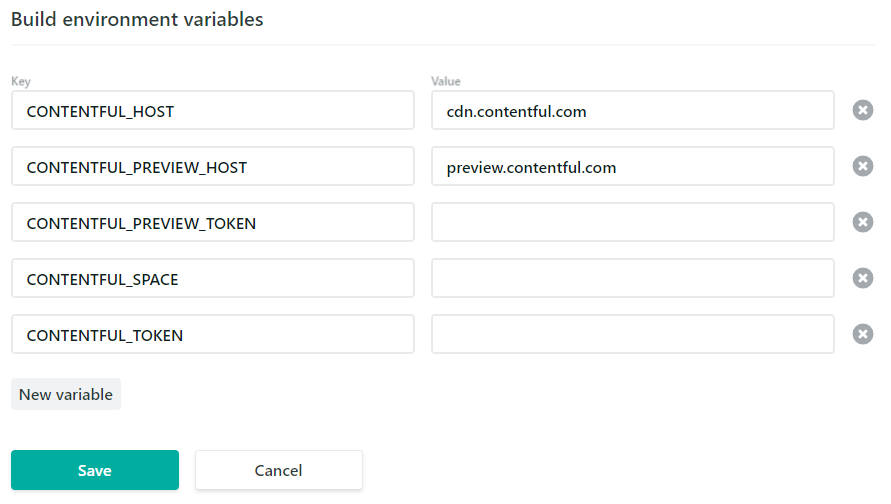 Build environment variables
Key Value
CONTENTFUL_HOST cdn.contentful.com
CONTENTFUL_PREVIEW_HOST preview.contentful.com
CONTENTFUL_PREVIEW_TOKEN
CONTENTFUL_SPACE
CONTENTFUL_TOKEN
New variable
Save Cancel